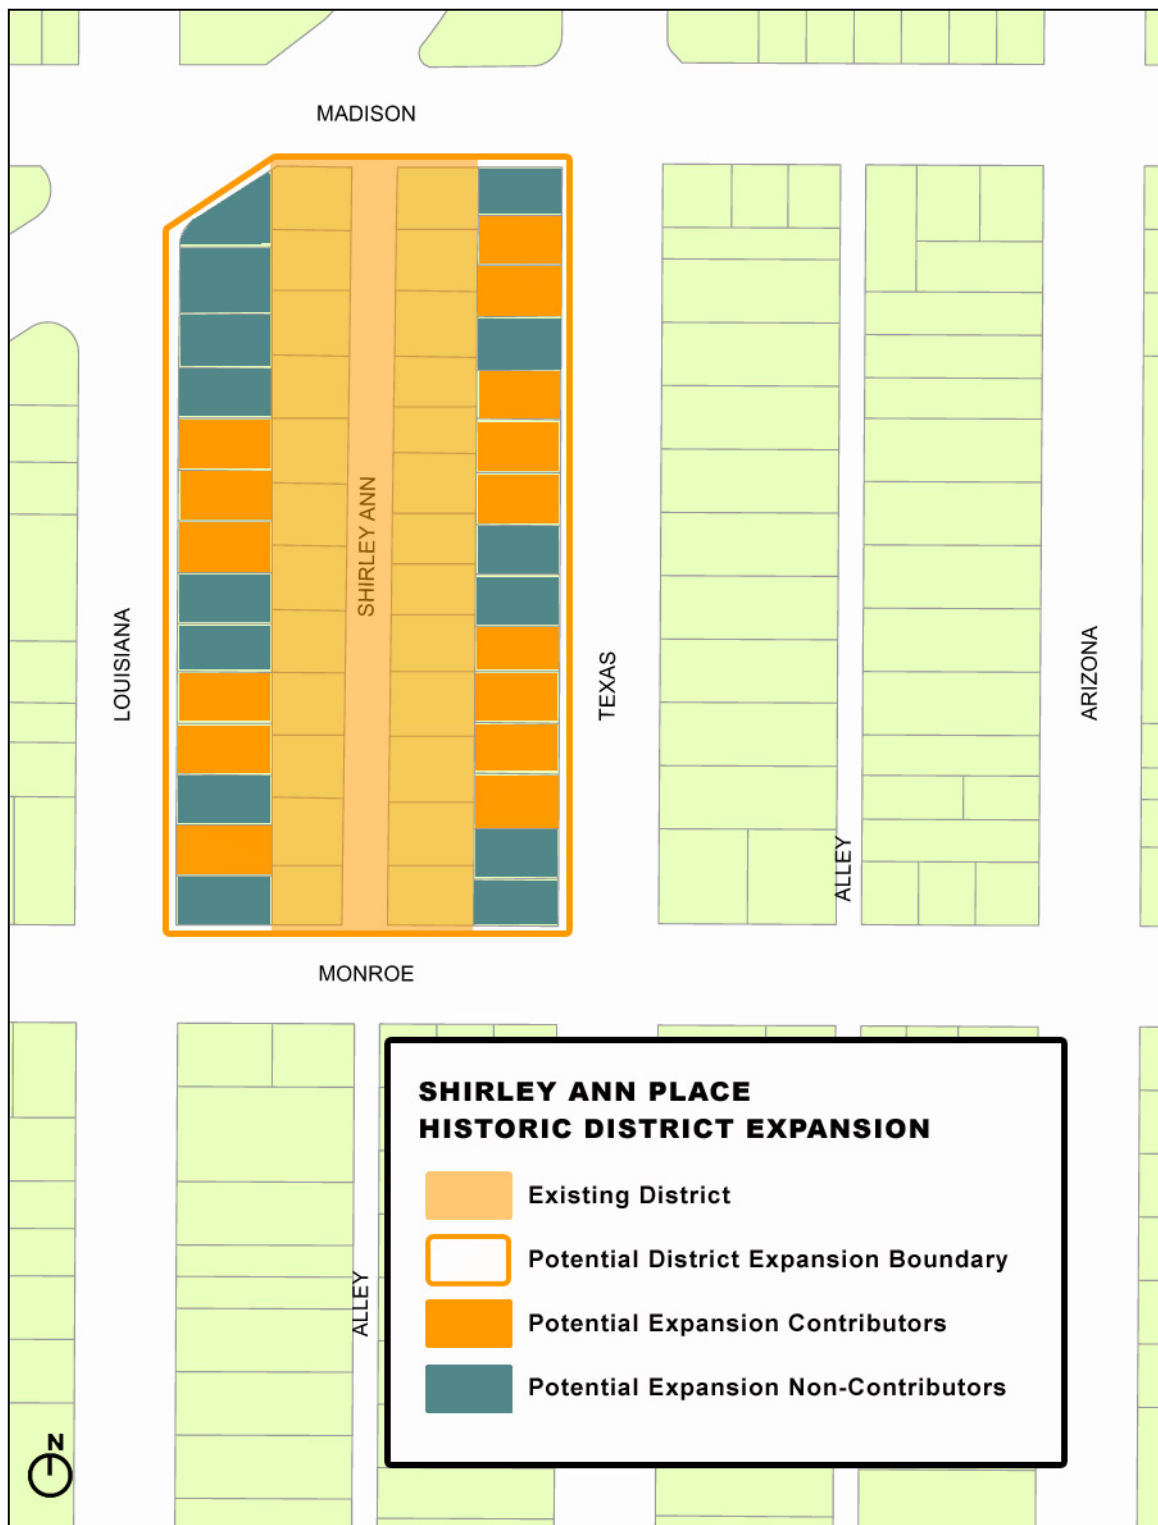 MADISON
SHIRLEY ANN
LOUISIANA
TEXAS
ARIZONA
ALLEY
MONROE
SHIRLEY ANN PLACE
HISTORIC DISTRICT EXPANSION
Existing District
Potential District Expansion Boundary
ALLEY
Potential Expansion Contributors
Potential Expansion Non-Contributors
N